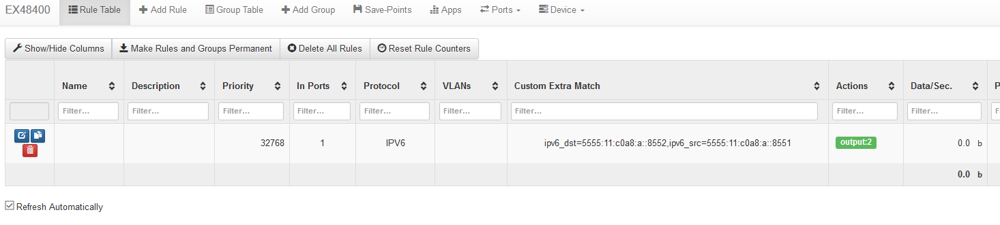 EX48400 Rule Table Add Rule Group Table Add Group Save-Points Apps Ports Device
Show/Hide Columns Make Rules and Groups Permanent Delete All Rules Reset Rule Counters
Name Description Priority In Ports Protocol VLANs Custom Extra Match Actions Data/Sec. P
Filter... Filter... Filter... Filter... Filter... Filter... Filter... Filter... Filter... Filter...
32768 1 IPV6 ipv6_dst=5555:11:c0a8:a::8552,ipv6_src=5555:11:c0a8:a::8551 output:2 0.0 b
0.0 b
Refresh Automatically